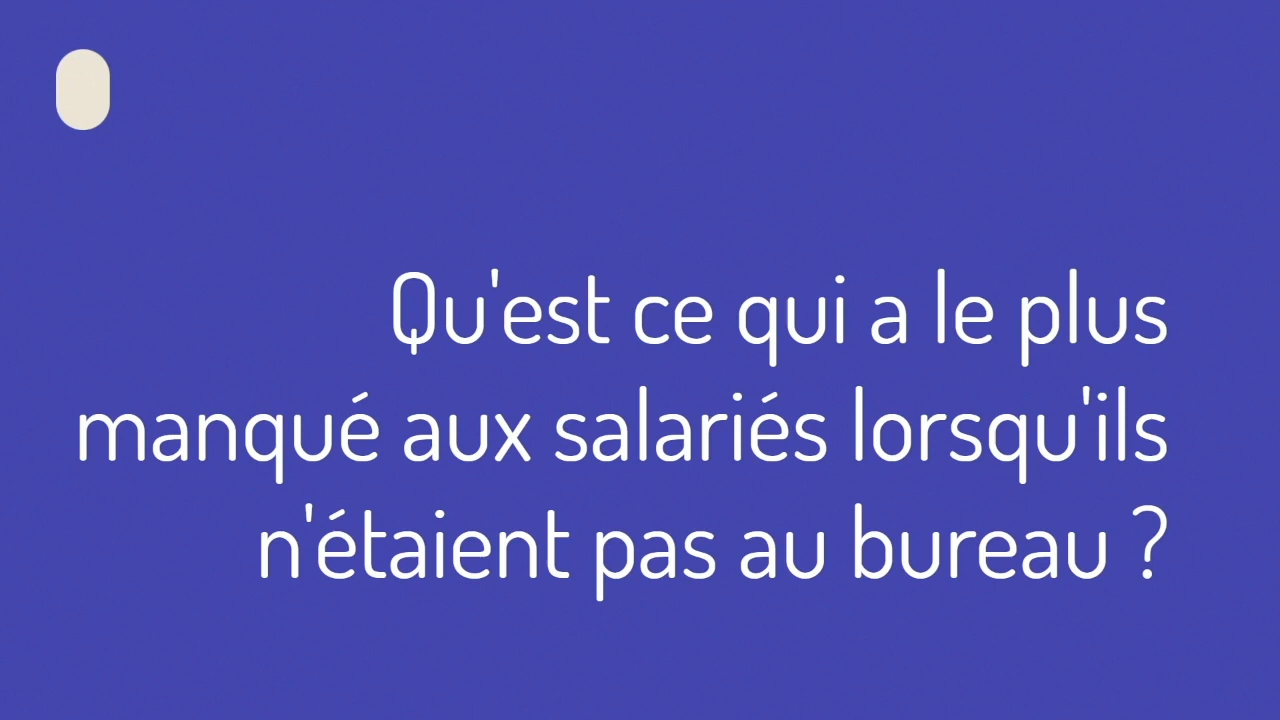 Qu'est ce qui a le plus
manqué aux salariés lorsqu'ils
n'étaient pas au bureau ?